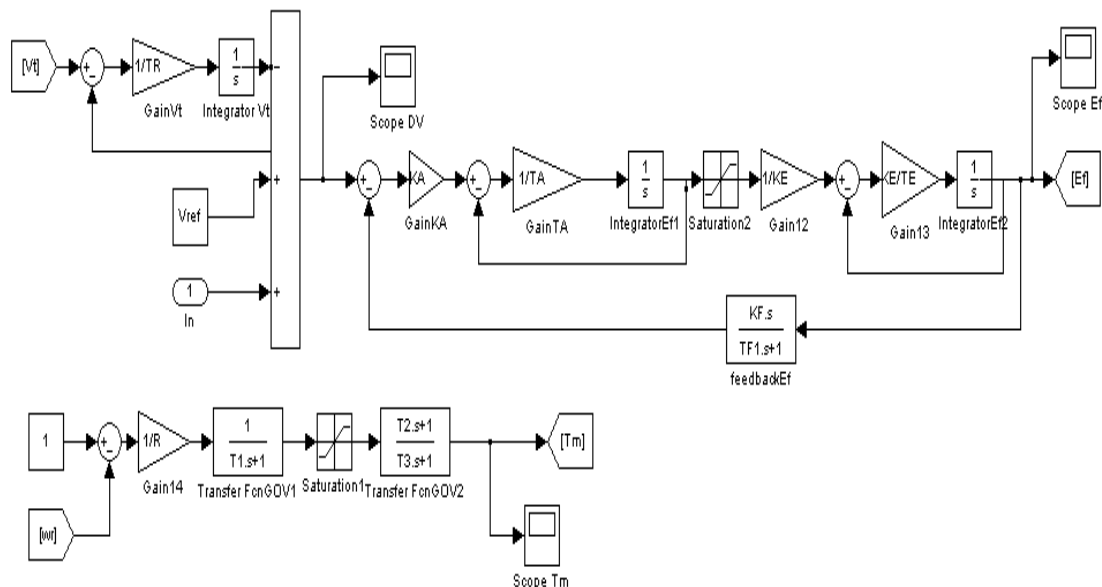 [Vt]
+
−
1/TR
GainVt
1
s
Integrator Vt
−
Scope DV
Scope Ef
+
Vref
+
−
KA
GainKA
+
−
1/TA
GainTA
1
s
IntegratorEf1
Saturation2
1/KE
Gain12
+
−
KE/TE
Gain13
1
s
IntegratorEf2
[Ef]
1
In
+
KF.s
TF1.s+1
feedbackEf
1
+
−
1/R
Gain14
1
T1.s+1
Transfer FcnGOV1
Saturation1
T2.s+1
T3.s+1
Transfer FcnGOV2
[Tm]
[wr]
Scope Tm